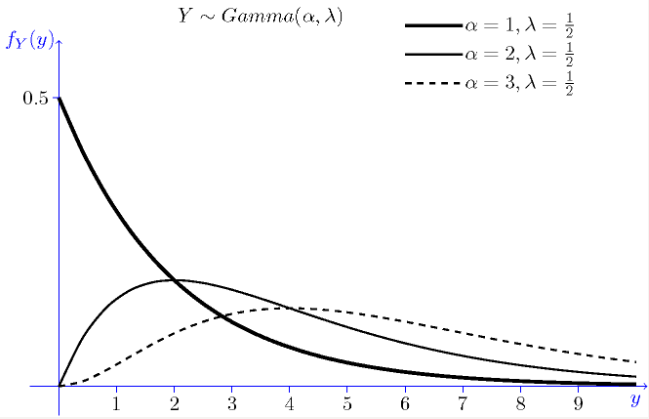 Y ∼ Gamma(α, λ)
α = 1, λ = 1/2
f_Y(y)
α = 2, λ = 1/2
α = 3, λ = 1/2
0.5
1 2 3 4 5 6 7 8 9 y